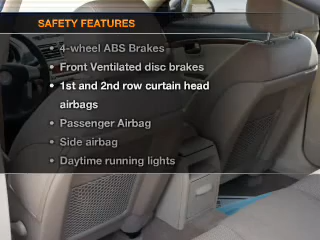 SAFETY FEATURES
• 4-wheel ABS Brakes
• Front Ventilated disc brakes
• 1st and 2nd row curtain head
airbags
• Passenger Airbag
• Side airbag
• Daytime running lights